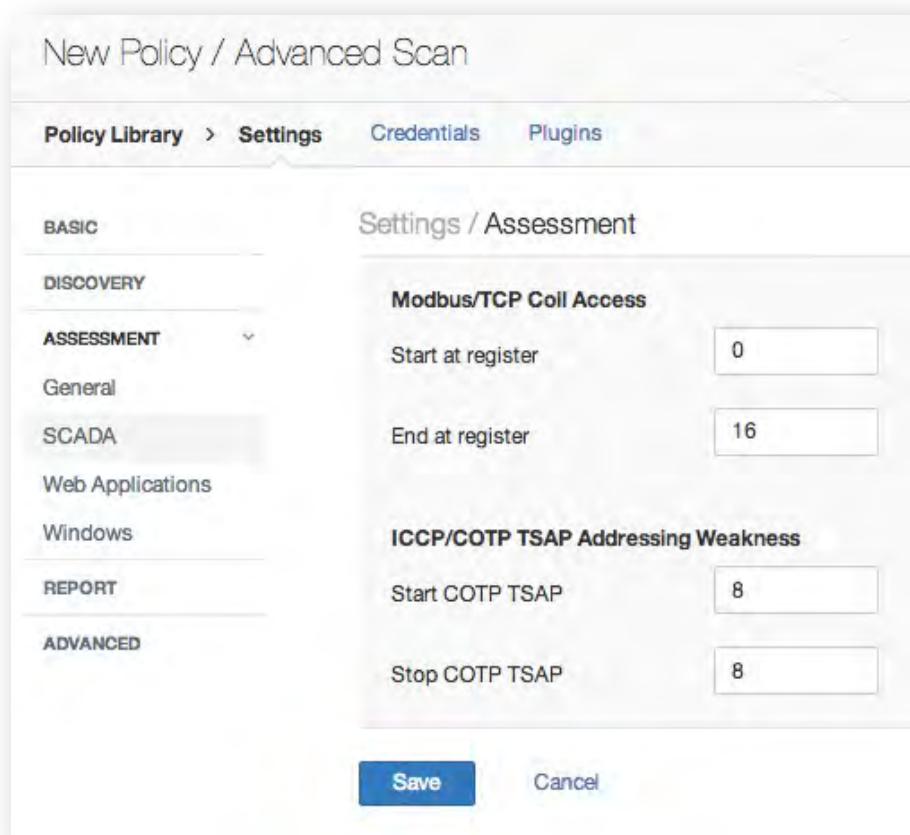 New Policy / Advanced Scan
Policy Library > Settings Credentials Plugins
BASIC
DISCOVERY
ASSESSMENT
General
SCADA
Web Applications
Windows
REPORT
ADVANCED
Settings / Assessment
Modbus/TCP Coil Access
Start at register 0
End at register 16
ICCP/COTP TSAP Addressing Weakness
Start COTP TSAP 8
Stop COTP TSAP 8
Save Cancel